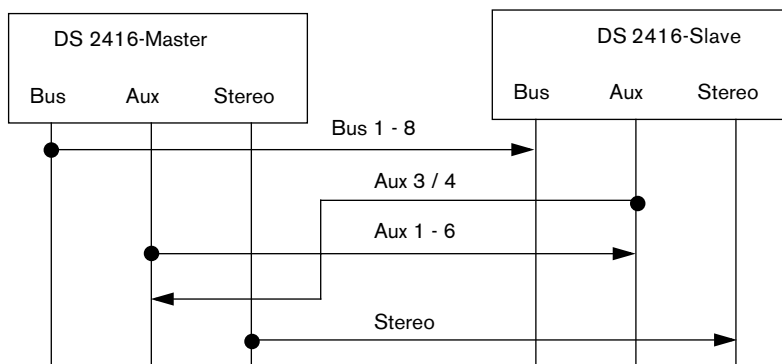 DS 2416-Master
DS 2416-Slave
Bus Aux Stereo
Bus Aux Stereo
Bus 1 - 8
Aux 3 / 4
Aux 1 - 6
Stereo